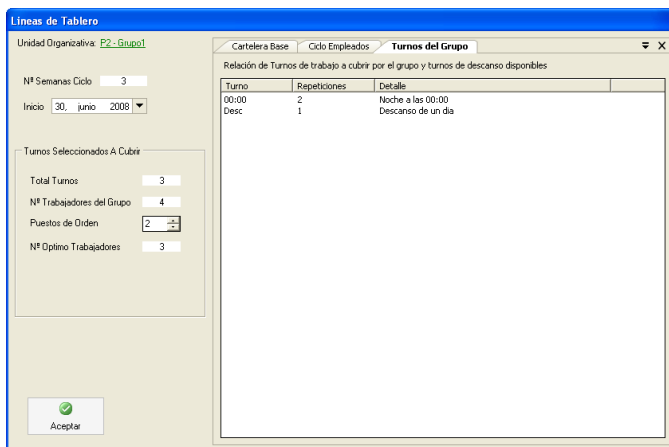 Líneas de Tablero
Unidad Organizativa: P2 - Grupo1
Nº Semanas Ciclo 3
Inicio 30, junio 2008
Turnos Seleccionados A Cubrir
Total Turnos 3
Nº Trabajadores del Grupo 4
Puestos de Orden 2
Nº Optimo Trabajadores 3
Aceptar
Cartelera Base Ciclo Empleados Turnos del Grupo
Relación de Turnos de trabajo a cubrir por el grupo y turnos de descanso disponibles
Turno Repeticiones Detalle
00:00 2 Noche a las 00:00
Desc 1 Descanso de un dia